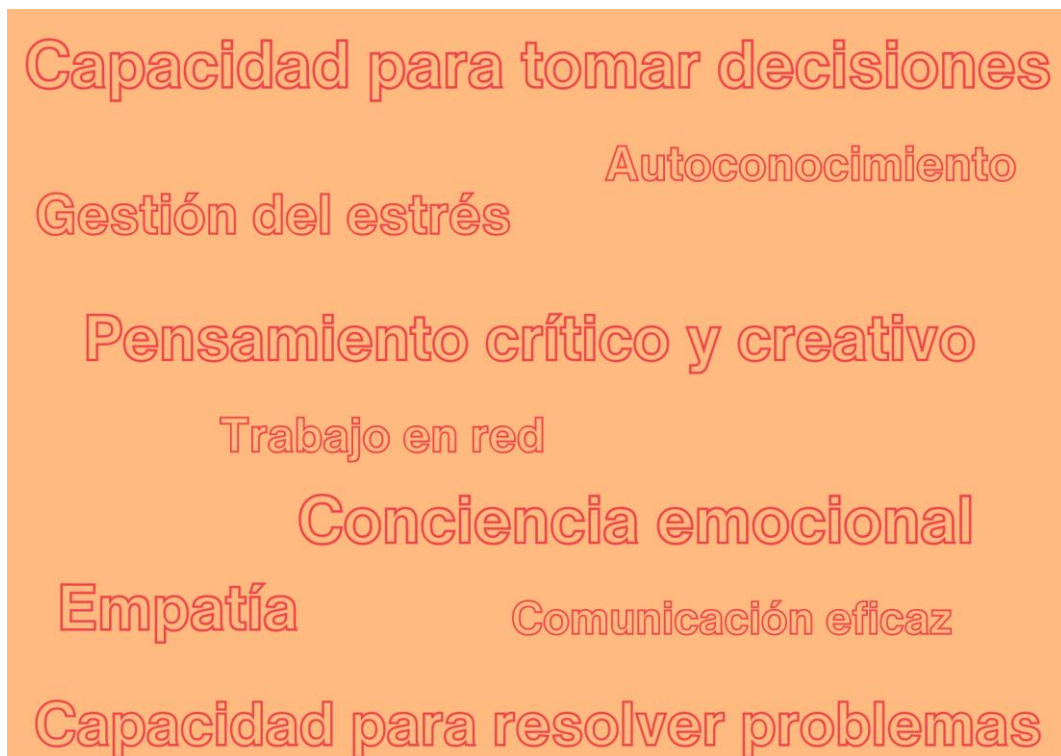 Capacidad para tomar decisiones
Autoconocimiento
Gestión del estrés
Pensamiento crítico y creativo
Trabajo en red
Conciencia emocional
Empatía
Comunicación eficaz
Capacidad para resolver problemas